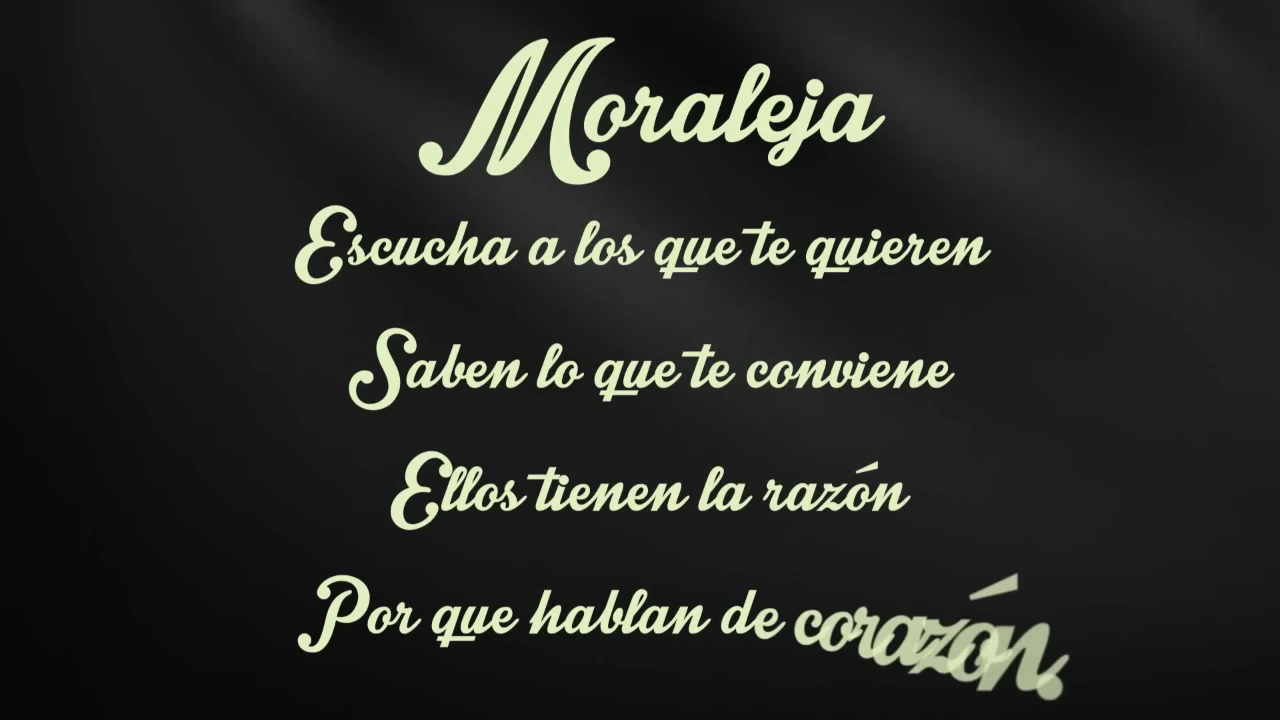 Moraleja
Escucha a los que te quieren
Saben lo que te conviene
Ellos tienen la razón
Por que hablan de corazón.